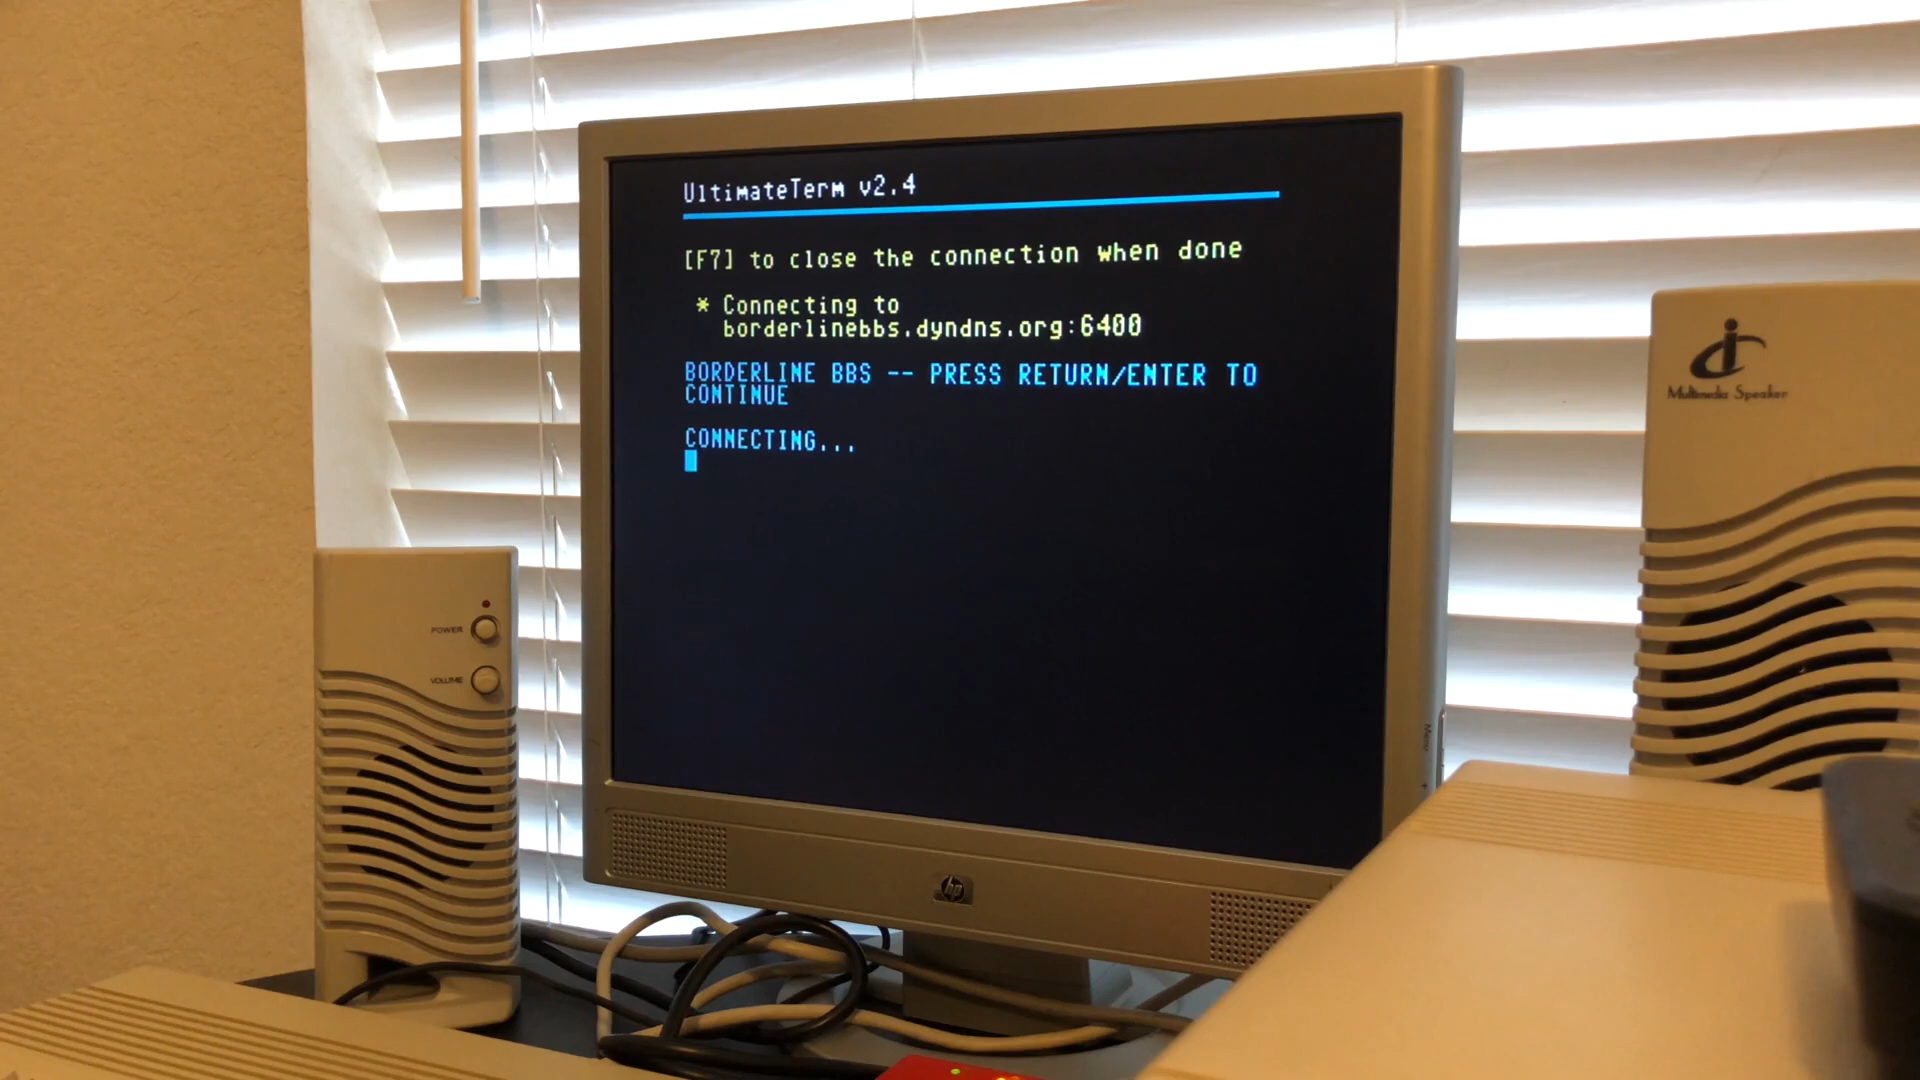 UltimateTerm v2.4
[F7] to close the connection when done
* Connecting to
borderlinebbs.dyndns.org:6400
BORDERLINE BBS -- PRESS RETURN/ENTER TO
CONTINUE
CONNECTING...
Multimedia Speaker
POWER
VOLUME
Menu
hp